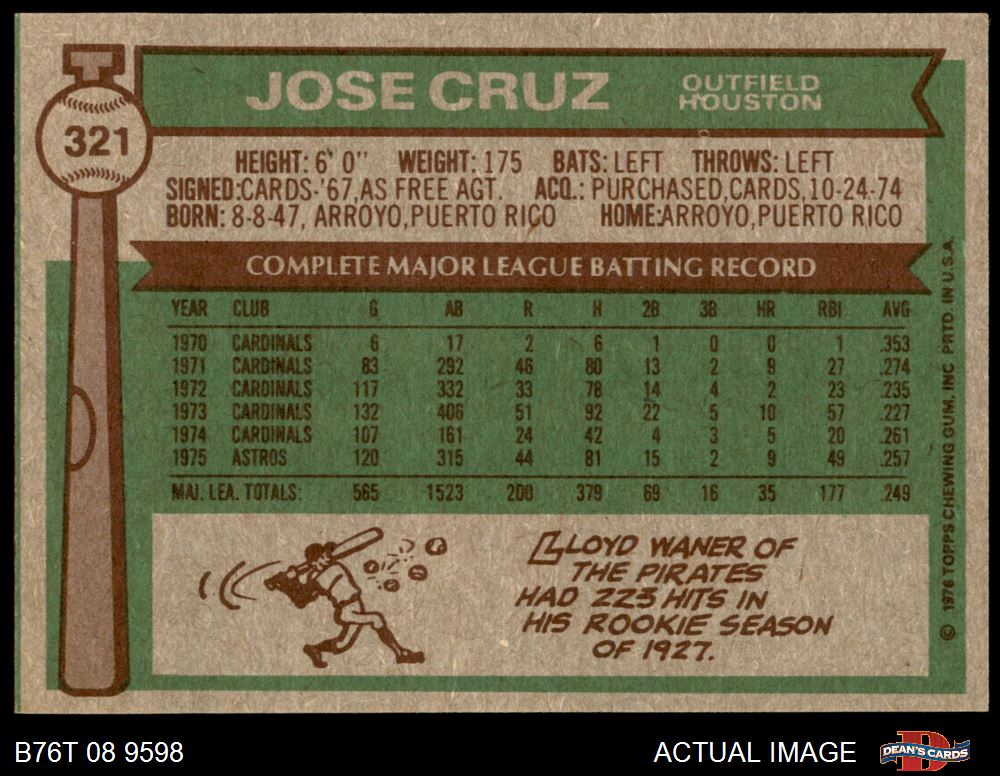 JOSE CRUZ
OUTFIELD
HOUSTON
321
HEIGHT: 6' 0" WEIGHT: 175 BATS: LEFT THROWS: LEFT
SIGNED:CARDS-'67,AS FREE AGT. ACQ.: PURCHASED,CARDS,10-24-74
BORN: 8-8-47, ARROYO,PUERTO RICO HOME:ARROYO,PUERTO RICO
COMPLETE MAJOR LEAGUE BATTING RECORD
YEAR CLUB G AB R H 2B 3B HR RBI AVG
1970 CARDINALS 6 17 2 6 1 0 0 1 .353
1971 CARDINALS 83 292 46 80 13 2 9 27 .274
1972 CARDINALS 117 332 33 78 14 4 2 23 .235
1973 CARDINALS 132 406 51 92 22 5 10 57 .227
1974 CARDINALS 107 161 24 42 4 3 5 20 .261
1975 ASTROS 120 315 44 81 15 2 9 49 .257
MAJ. LEA. TOTALS: 565 1523 200 379 69 16 35 177 .249
LLOYD WANER OF
THE PIRATES
HAD 223 HITS IN
HIS ROOKIE SEASON
OF 1927.
© 1976 TOPPS CHEWING GUM, INC PRTD. IN U.S.A.
B76T 08 9598
ACTUAL IMAGE
D
DEAN'S CARDS